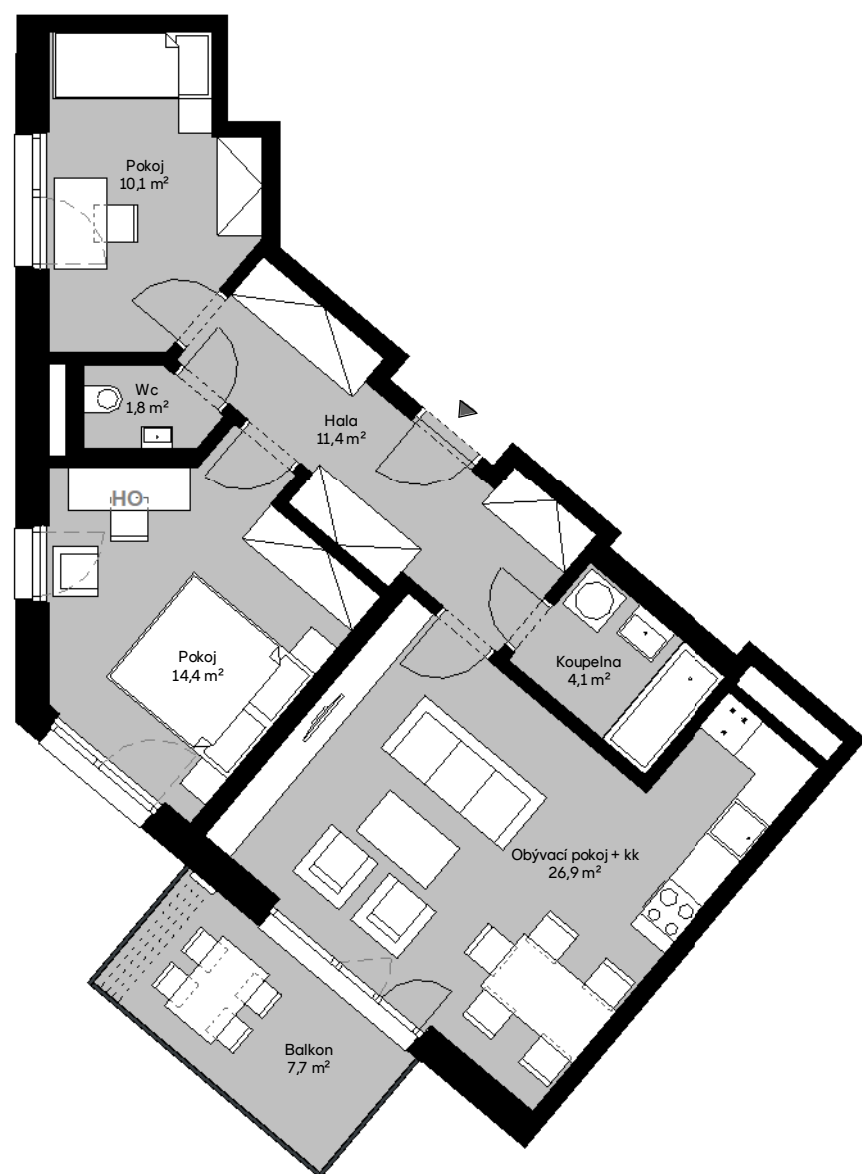 Pokoj
10,1 m²
Wc
1,8 m²
Hala
11,4 m²
HO
Pokoj
14,4 m²
Koupelna
4,1 m²
Obývací pokoj + kk
26,9 m²
Balkon
7,7 m²